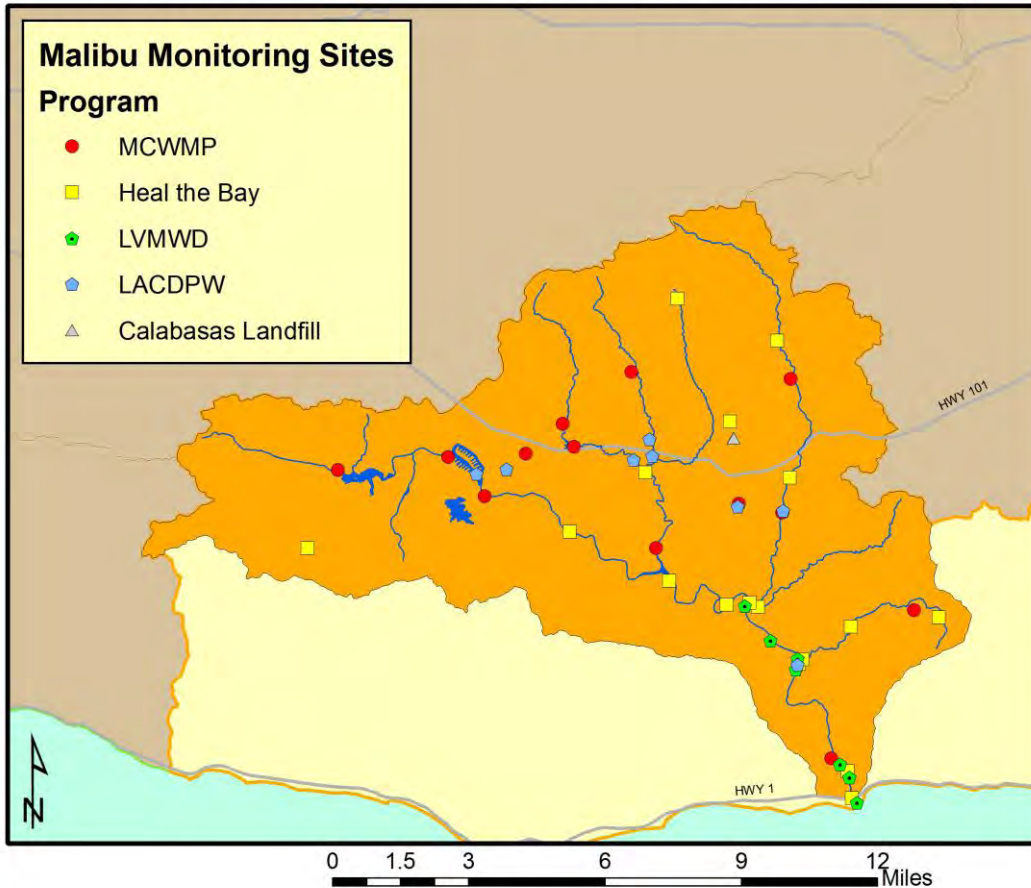 Malibu Monitoring Sites
Program
MCWMP
Heal the Bay
LVMWD
LACDPW
Calabasas Landfill
HWY 101
HWY 1
N
0 1.5 3 6 9 12
Miles